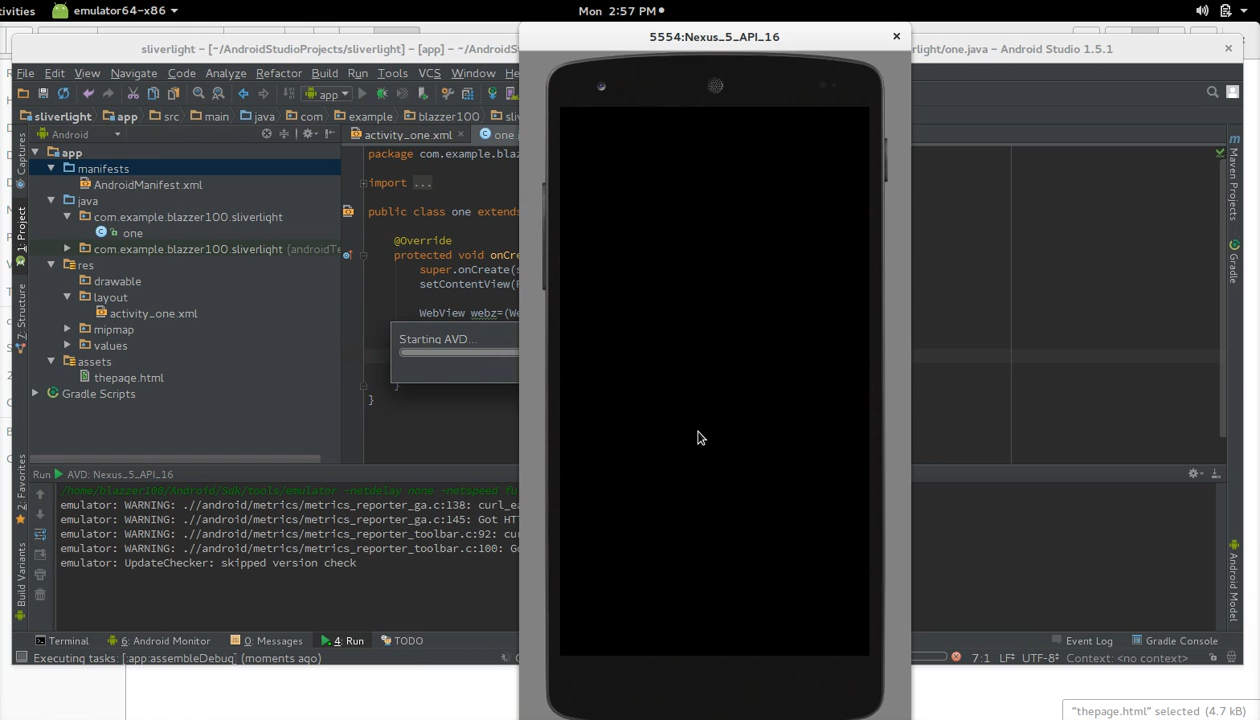 tivities emulator64-x86 Mon 2:57 PM
5554:Nexus_5_API_16
sliverlight - [~/AndroidStudioProjects/sliverlight] - [app] - ~/AndroidS
rlight/one.java - Android Studio 1.5.1
File Edit View Navigate Code Analyze Refactor Build Run Tools VCS Window He
app
sliverlight app src main java com example blazzer100 sliv
Android
activity_one.xml
one
Captures
1: Project
7: Structure
2: Favorites
Build Variants
app
manifests
AndroidManifest.xml
java
com.example.blazzer100.sliverlight
one
com.example.blazzer100.sliverlight (androidTe
res
drawable
layout
activity_one.xml
mipmap
values
assets
thepage.html
Gradle Scripts
package com.example.blaz
import ...
public class one extends
@Override
protected void onCre
super.onCreate(s
setContentView(R
WebView webz=(We
Starting AVD...
}
}
Maven Projects
Gradle
Android Model
Run AVD: Nexus_5_API_16
/home/blazzer100/Android/Sdk/tools/emulator -netdelay none -netspeed fu
emulator: WARNING: .//android/metrics/metrics_reporter_ga.c:138: curl_ea
emulator: WARNING: .//android/metrics/metrics_reporter_ga.c:145: Got HT
emulator: WARNING: .//android/metrics/metrics_reporter_toolbar.c:92: cur
emulator: WARNING: .//android/metrics/metrics_reporter_toolbar.c:100: Go
emulator: UpdateChecker: skipped version check
Terminal 6: Android Monitor 0: Messages 4: Run TODO
Event Log Gradle Console
Executing tasks: [:app:assembleDebug] (moments ago)
7:1 LF UTF-8 Context: <no context>
"thepage.html" selected (4.7 kB)